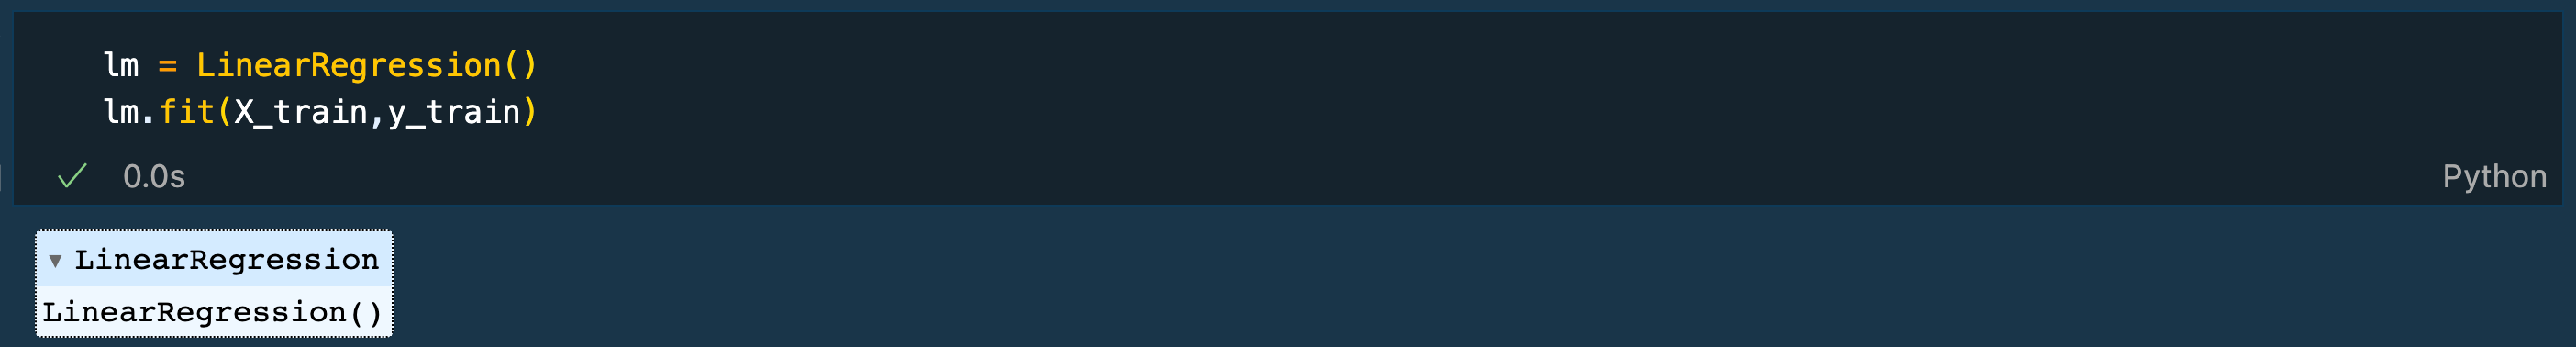 lm = LinearRegression()
lm.fit(X_train,y_train)
0.0s
Python
LinearRegression
LinearRegression()